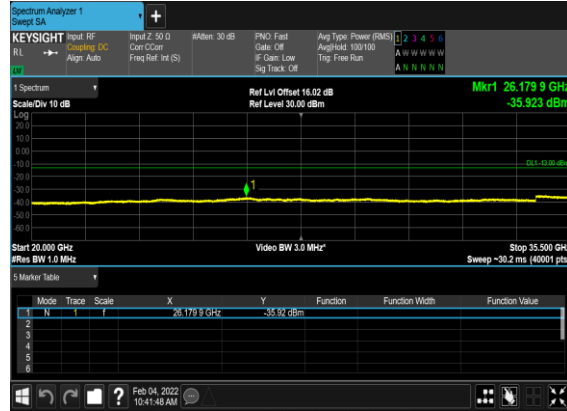 Spectrum Analyzer 1
Swept SA
+
KEYSIGHT Input: RF Input Z: 50 Ω #Atten: 30 dB PNO: Fast Avg Type: Power (RMS) 1 2 3 4 5 6
RL Coupling: DC Corr CCorr Gate: Off Avg|Hold: 100/100 A W W W W W
Align: Auto Freq Ref: Int (S) IF Gain: Low Trig: Free Run
Sig Track: Off A N N N N N
1 Spectrum
Ref Lvl Offset 16.02 dB Mkr1 26.179 9 GHz
Scale/Div 10 dB Ref Level 30.00 dBm -35.923 dBm
Log
20.0
10.0
0.00
-10.0 DL1 -13.00 dBm
-20.0
-30.0 1
-40.0
-50.0
-60.0
Start 20.000 GHz Video BW 3.0 MHz* Stop 35.500 GHz
#Res BW 1.0 MHz Sweep ~30.2 ms (40001 pts)
5 Marker Table
Mode Trace Scale X Y Function Function Width Function Value
1 N 1 f 26.179 9 GHz -35.92 dBm
2
3
4
5
6
? Feb 04, 2022
10:41:48 AM